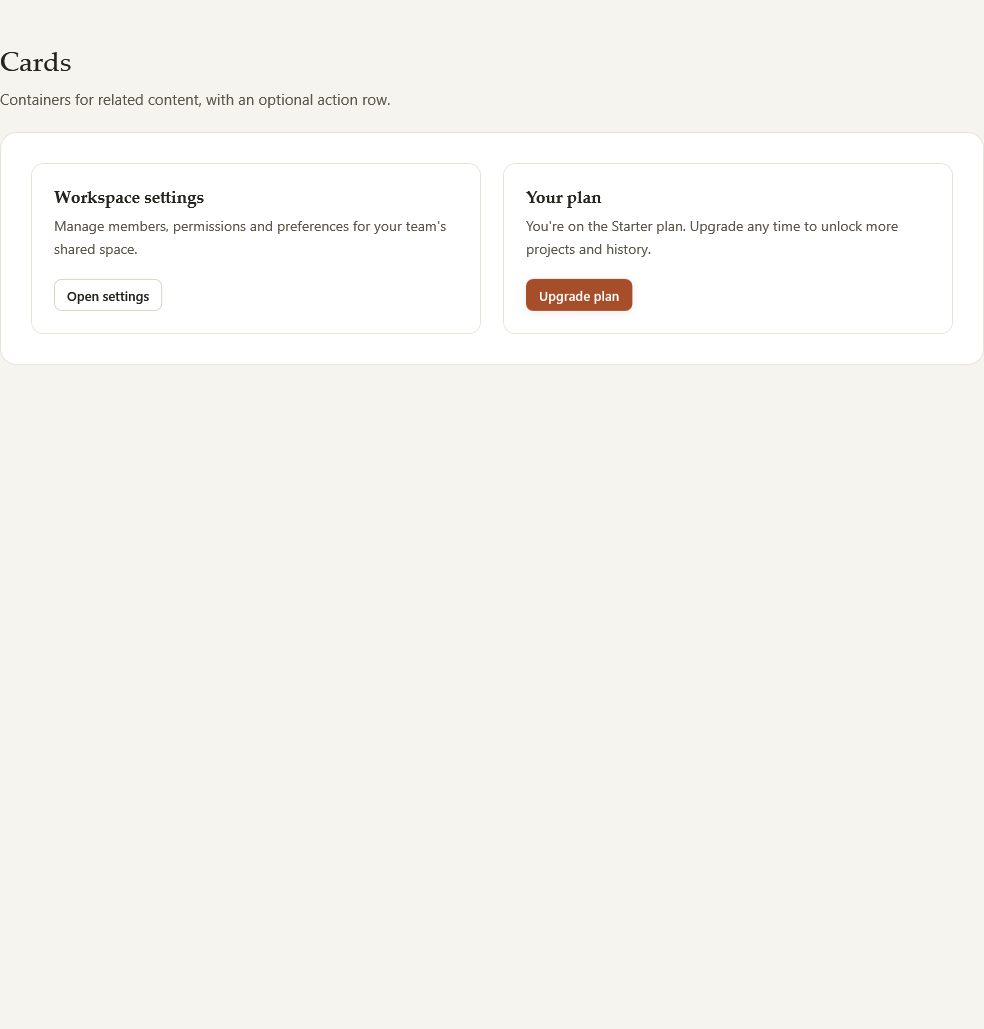 Cards
Containers for related content, with an optional action row.
Workspace settings
Manage members, permissions and preferences for your team's
shared space.
Open settings
Your plan
You're on the Starter plan. Upgrade any time to unlock more
projects and history.
Upgrade plan